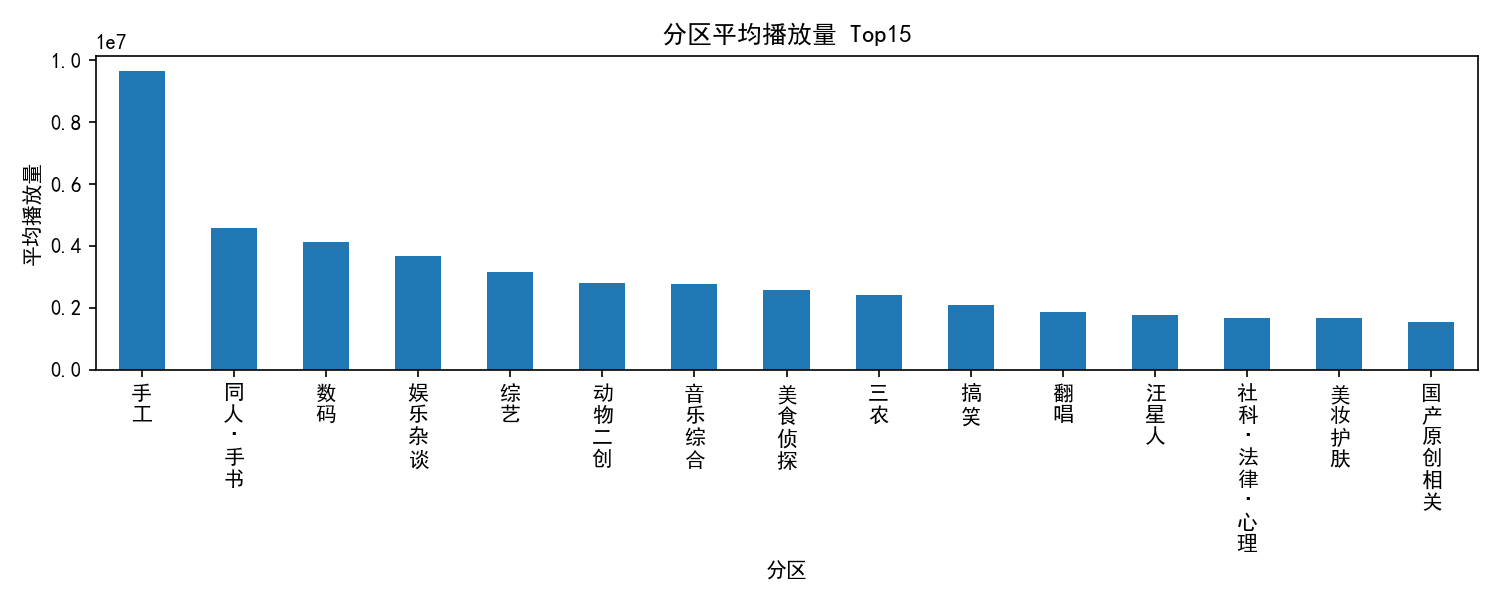 分区平均播放量 Top15
1e7
1.0
0.8
0.6
0.4
0.2
0.0
平均播放量
手工
同人·手书
数码
娱乐杂谈
综艺
动物二创
音乐综合
美食侦探
三农
搞笑
翻唱
汪星人
社科·法律·心理
美妆护肤
国产原创相关
分区